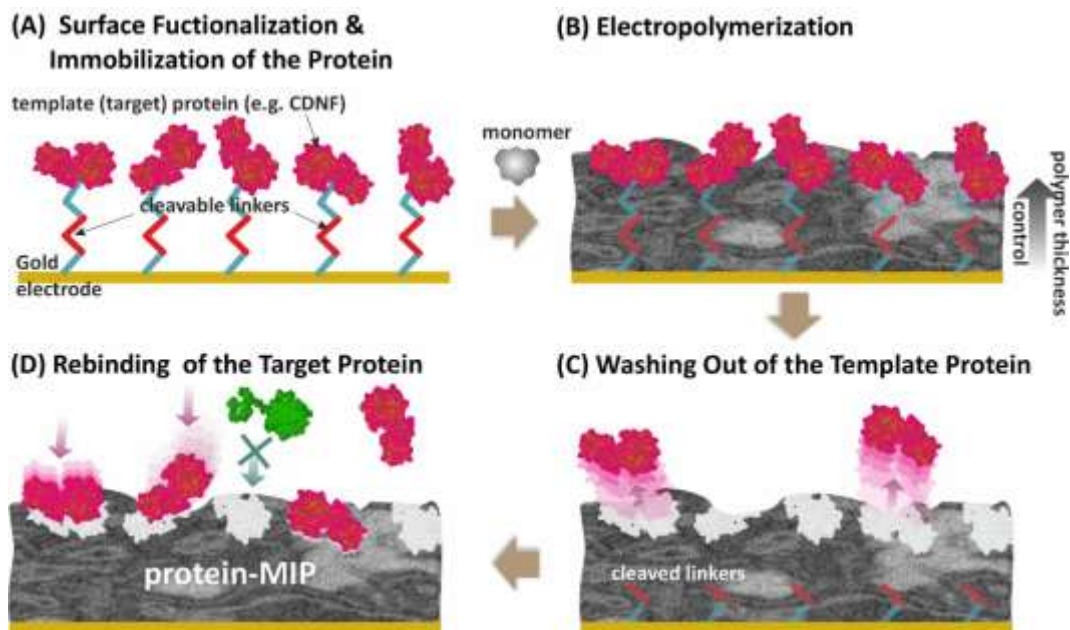 (A) Surface Fuctionalization &
Immobilization of the Protein
template (target) protein (e.g. CDNF)
cleavable linkers
Gold
electrode
(B) Electropolymerization
monomer
polymer thickness
control
(D) Rebinding of the Target Protein
protein-MIP
(C) Washing Out of the Template Protein
cleaved linkers